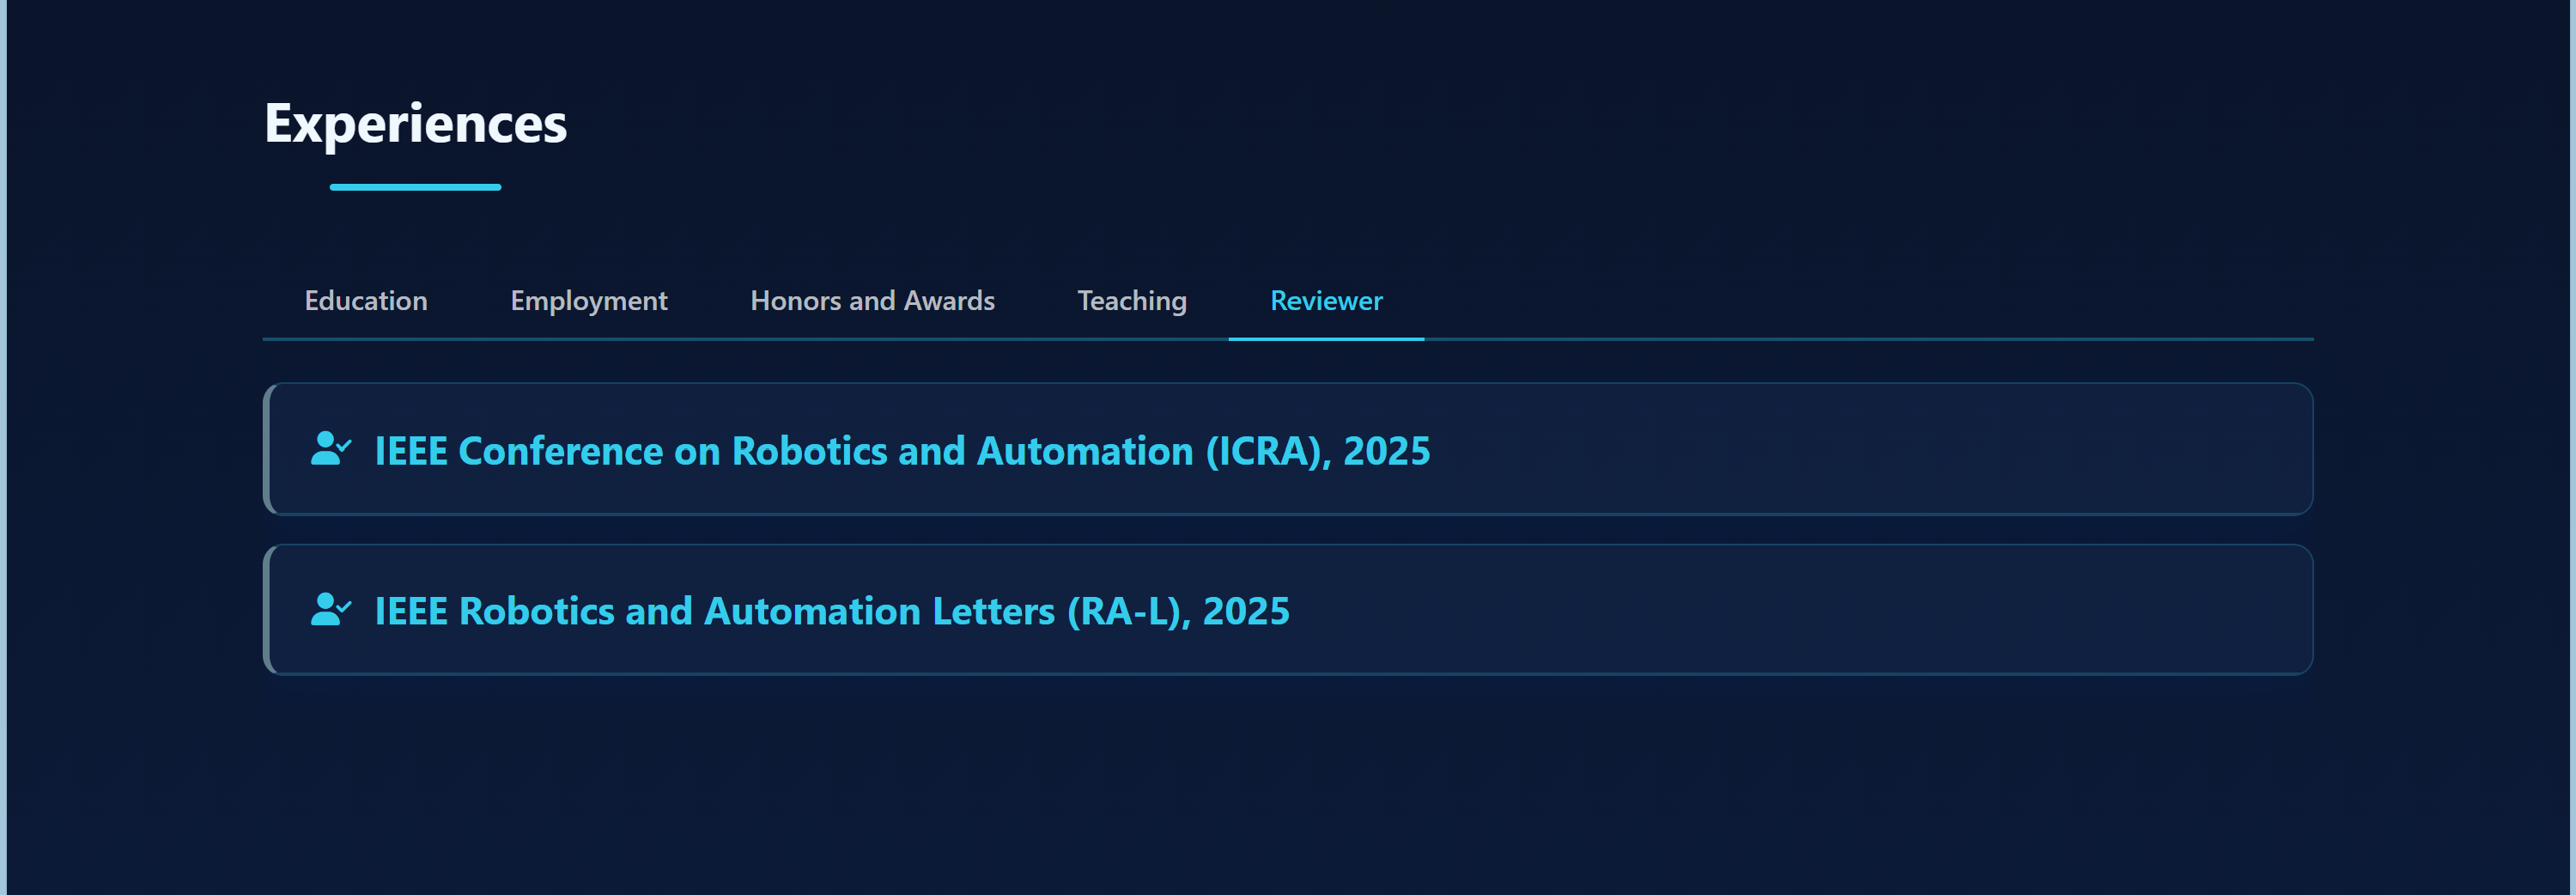 Experiences
Education Employment Honors and Awards Teaching Reviewer
IEEE Conference on Robotics and Automation (ICRA), 2025
IEEE Robotics and Automation Letters (RA-L), 2025